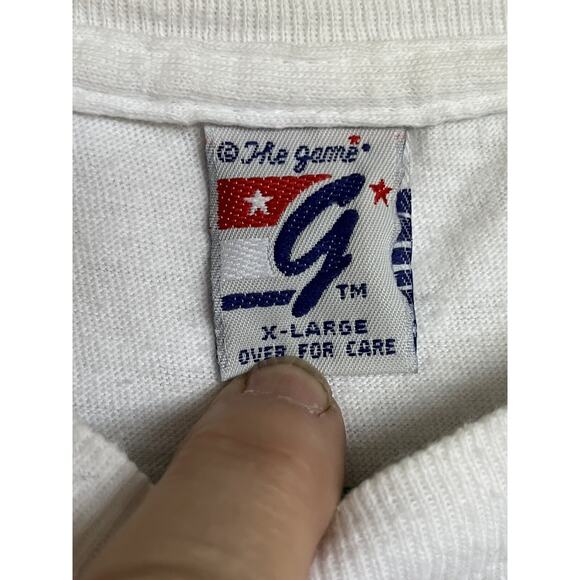 © The game
G TM
X-LARGE
OVER FOR CARE